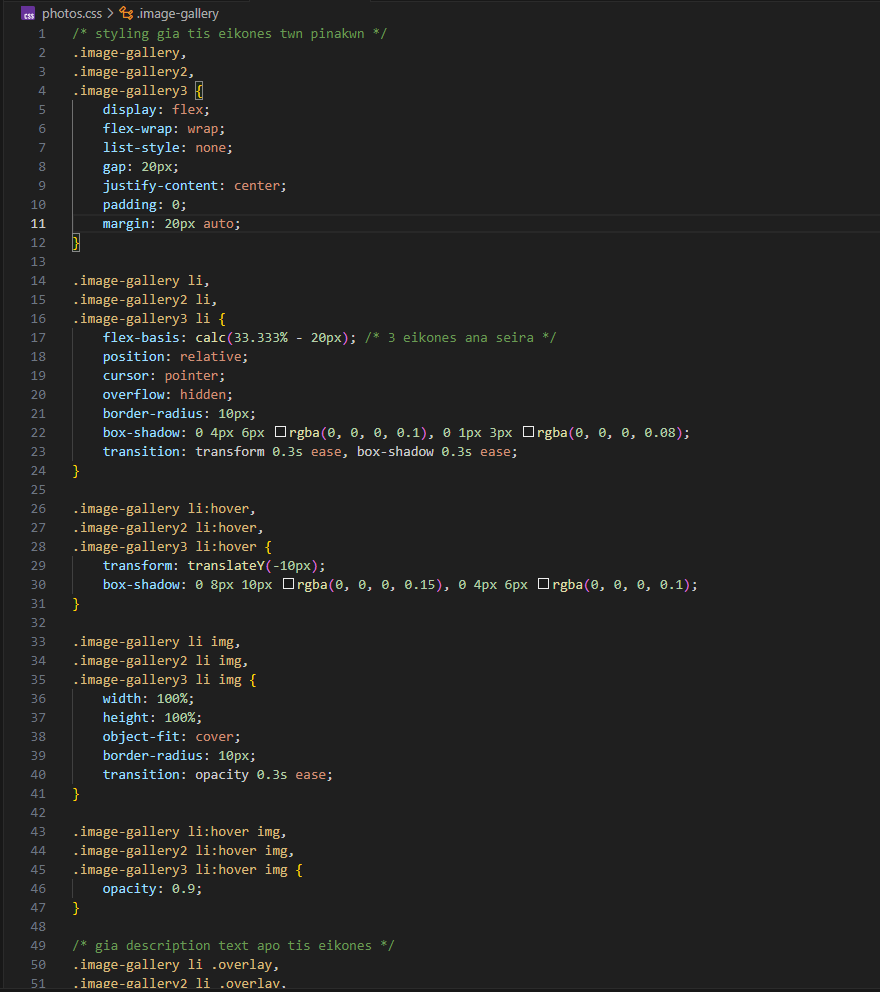 photos.css > .image-gallery
1 /* styling gia tis eikones twn pinakwn */
2 .image-gallery,
3 .image-gallery2,
4 .image-gallery3 {
5 display: flex;
6 flex-wrap: wrap;
7 list-style: none;
8 gap: 20px;
9 justify-content: center;
10 padding: 0;
11 margin: 20px auto;
12 }
13
14 .image-gallery li,
15 .image-gallery2 li,
16 .image-gallery3 li {
17 flex-basis: calc(33.333% - 20px); /* 3 eikones ana seira */
18 position: relative;
19 cursor: pointer;
20 overflow: hidden;
21 border-radius: 10px;
22 box-shadow: 0 4px 6px rgba(0, 0, 0, 0.1), 0 1px 3px rgba(0, 0, 0, 0.08);
23 transition: transform 0.3s ease, box-shadow 0.3s ease;
24 }
25
26 .image-gallery li:hover,
27 .image-gallery2 li:hover,
28 .image-gallery3 li:hover {
29 transform: translateY(-10px);
30 box-shadow: 0 8px 10px rgba(0, 0, 0, 0.15), 0 4px 6px rgba(0, 0, 0, 0.1);
31 }
32
33 .image-gallery li img,
34 .image-gallery2 li img,
35 .image-gallery3 li img {
36 width: 100%;
37 height: 100%;
38 object-fit: cover;
39 border-radius: 10px;
40 transition: opacity 0.3s ease;
41 }
42
43 .image-gallery li:hover img,
44 .image-gallery2 li:hover img,
45 .image-gallery3 li:hover img {
46 opacity: 0.9;
47 }
48
49 /* gia description text apo tis eikones */
50 .image-gallery li .overlay,
51 .image-gallery2 li .overlay,